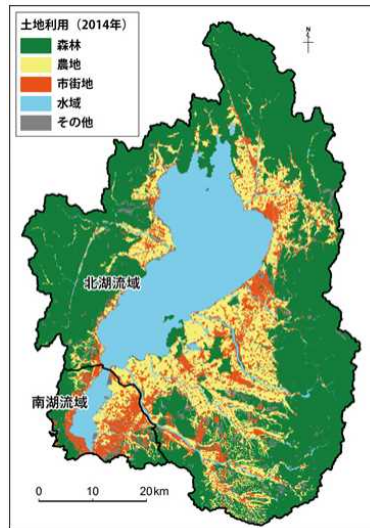 土地利用（2014年）
森林
農地
市街地
水域
その他
N
北湖流域
南湖流域
0 10 20km